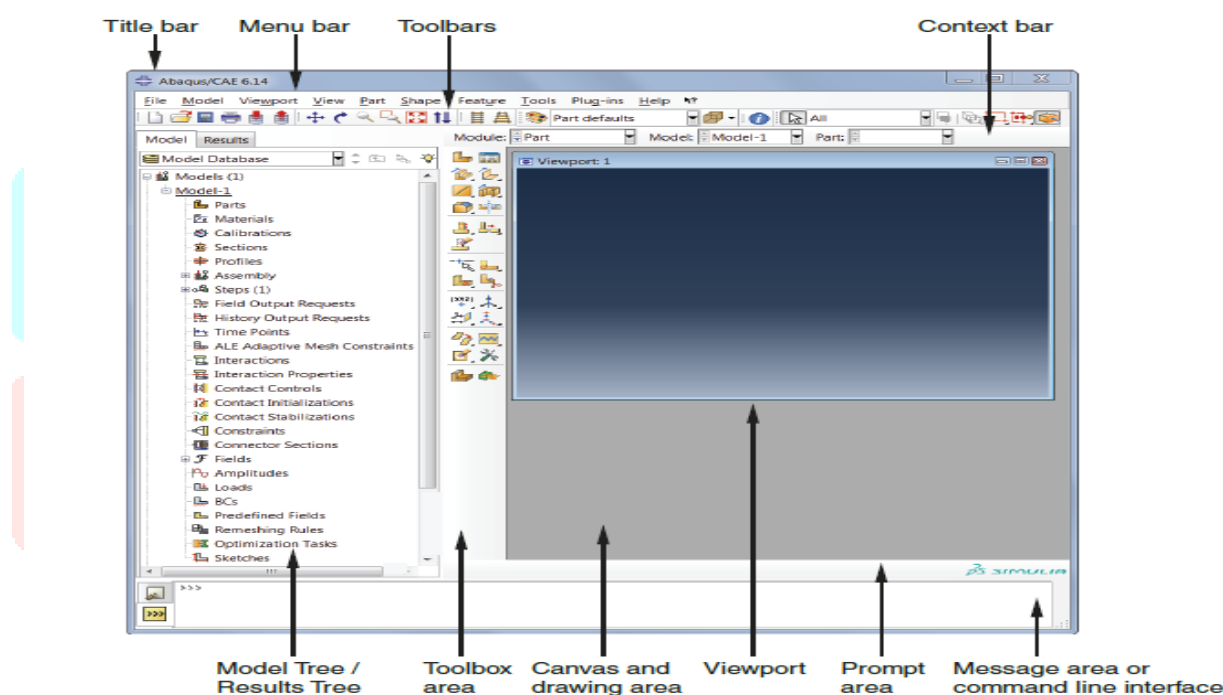 Title bar Menu bar Toolbars Context bar
Abaqus/CAE 6.14
File Model Viewport View Part Shape Feature Tools Plug-ins Help
Part defaults All
Model Results Module: Part Model: Model-1 Part:
Model Database
Viewport: 1
Models (1)
Model-1
Parts
Materials
Calibrations
Sections
Profiles
Assembly
Steps (1)
Field Output Requests
History Output Requests
Time Points
ALE Adaptive Mesh Constraints
Interactions
Interaction Properties
Contact Controls
Contact Initializations
Contact Stabilizations
Constraints
Connector Sections
Fields
Amplitudes
Loads
BCs
Predefined Fields
Remeshing Rules
Optimization Tasks
Sketches
SIMULIA
>>>
>>>
Model Tree / Toolbox Canvas and Viewport Prompt Message area or
Results Tree area drawing area area command line interface